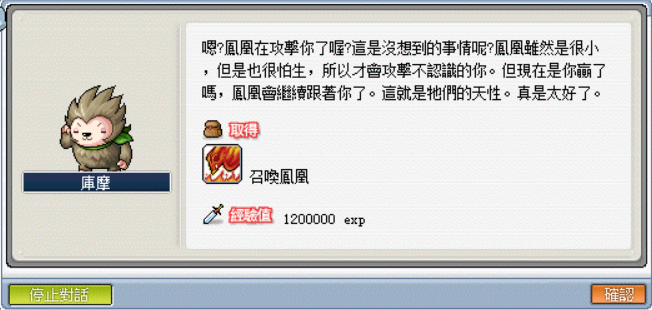 嗯?鳳凰在攻擊你了喔?這是沒想到的事情呢?鳳凰雖然是很小
,但是也很怕生，所以才會攻擊不認識的你。但現在是你贏了
嗎，鳳凰會繼續跟著你了。這就是牠們的天性。真是太好了。
取得
召喚鳳凰
經驗值 1200000 exp
庫摩
停止對話
確認